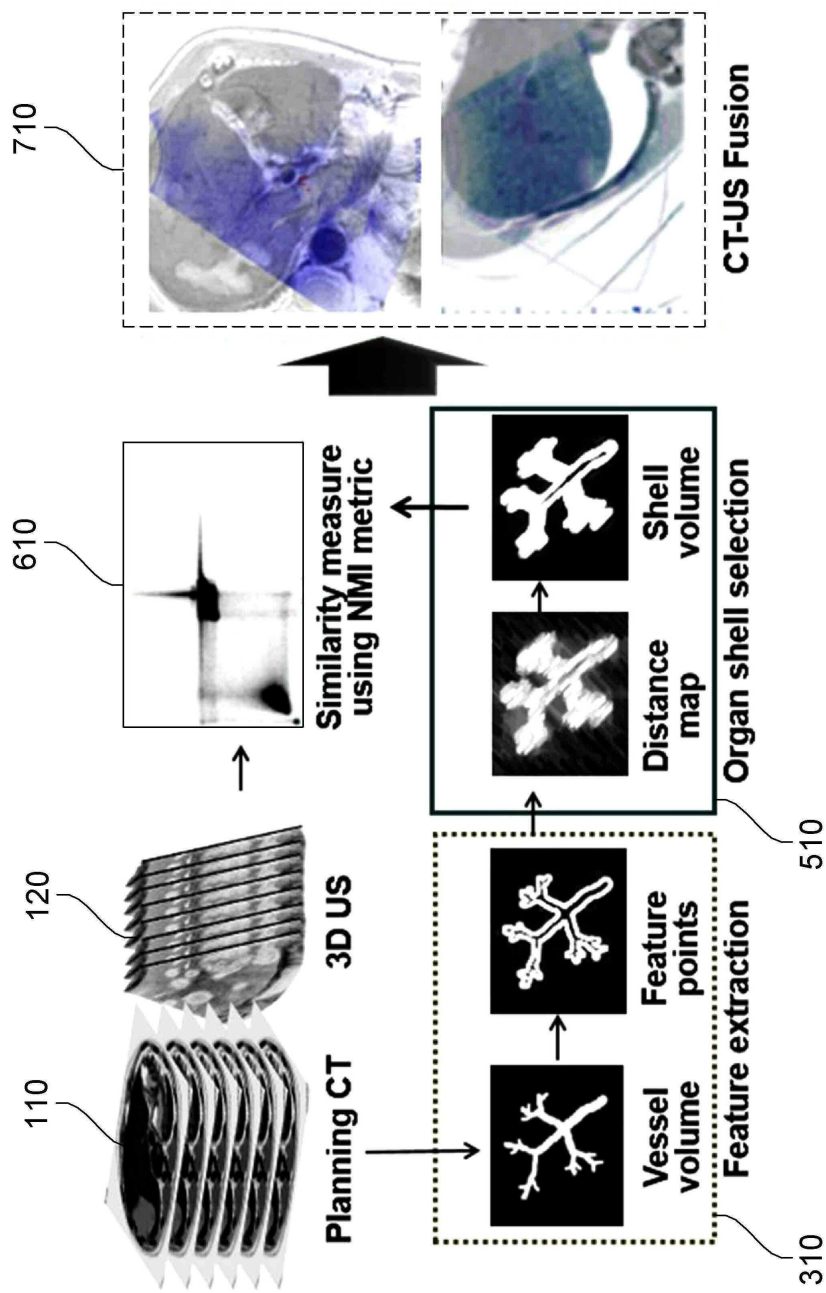 110
120
610
710
Planning CT
3D US
Similarity measure
using NMI metric
CT-US Fusion
Vessel
volume
Feature
points
Distance
map
Shell
volume
Feature extraction
Organ shell selection
310
510